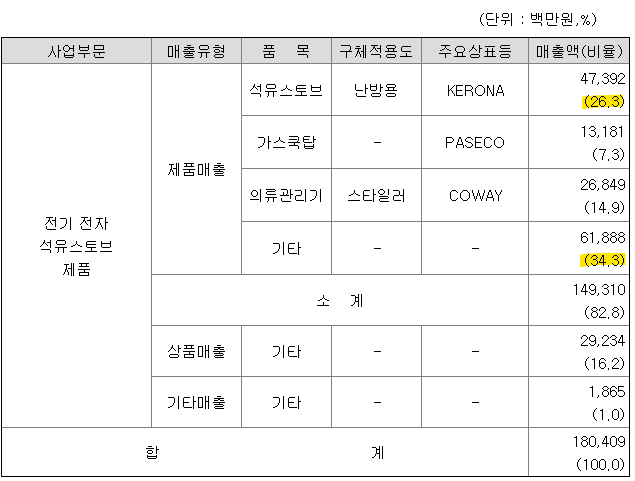 (단위 : 백만원,%)
사업부문 매출유형 품 목 구체적용도 주요상표등 매출액(비율)
전기 전자
석유스토브
제품
제품매출
석유스토브 난방용 KERONA 47,392
(26.3)
가스쿡탑 - PASECO 13,181
(7.3)
의류관리기 스타일러 COWAY 26,849
(14.9)
기타 - - 61,888
(34.3)
소 계 149,310
(82.8)
상품매출 기타 - - 29,234
(16.2)
기타매출 기타 - - 1,865
(1.0)
합 계 180,409
(100.0)